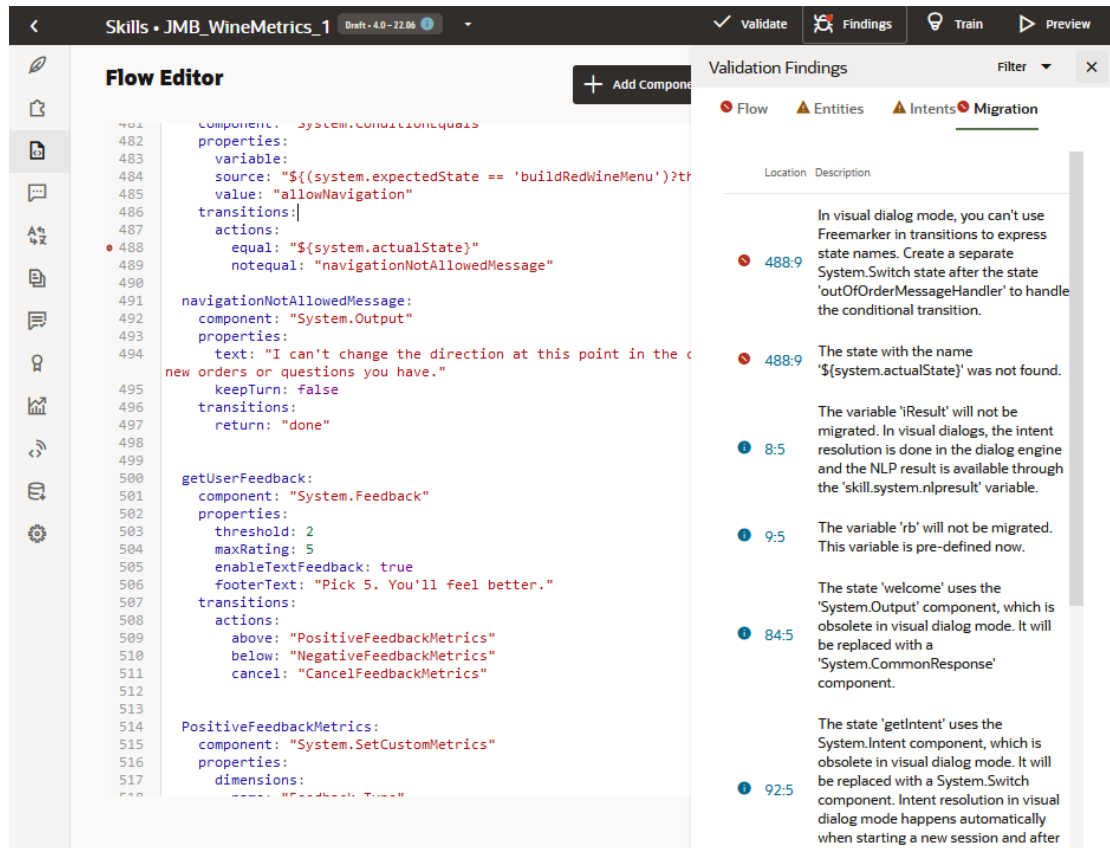 Skills • JMB_WineMetrics_1 Draft • 4.0 - 22.06
Validate
Findings
Train
Preview
Flow Editor
+ Add Compone
481 component: "System.ConditionEquals"
482 properties:
483 variable:
484 source: "${(system.expectedState == 'buildRedWineMenu')?th
485 value: "allowNavigation"
486 transitions:
487 actions:
488 equal: "${system.actualState}"
489 notequal: "navigationNotAllowedMessage"
490
491 navigationNotAllowedMessage:
492 component: "System.Output"
493 properties:
494 text: "I can't change the direction at this point in the
new orders or questions you have."
495 keepTurn: false
496 transitions:
497 return: "done"
498
499
500 getUserFeedback:
501 component: "System.Feedback"
502 properties:
503 threshold: 2
504 maxRating: 5
505 enableTextFeedback: true
506 footerText: "Pick 5. You'll feel better."
507 transitions:
508 actions:
509 above: "PositiveFeedbackMetrics"
510 below: "NegativeFeedbackMetrics"
511 cancel: "CancelFeedbackMetrics"
512
513
514 PositiveFeedbackMetrics:
515 component: "System.SetCustomMetrics"
516 properties:
517 dimensions:
518 name: "Feedback Type"
Validation Findings
Filter
Flow
Entities
Intents
Migration
Location Description
488:9
In visual dialog mode, you can't use
Freemarker in transitions to express
state names. Create a separate
System.Switch state after the state
'outOfOrderMessageHandler' to handle
the conditional transition.
488:9
The state with the name
'${system.actualState}' was not found.
8:5
The variable 'iResult' will not be
migrated. In visual dialogs, the intent
resolution is done in the dialog engine
and the NLP result is available through
the 'skill.system.nlpresult' variable.
9:5
The variable 'rb' will not be migrated.
This variable is pre-defined now.
84:5
The state 'welcome' uses the
'System.Output' component, which is
obsolete in visual dialog mode. It will
be replaced with a
'System.CommonResponse'
component.
92:5
The state 'getIntent' uses the
System.Intent component, which is
obsolete in visual dialog mode. It will
be replaced with a System.Switch
component. Intent resolution in visual
dialog mode happens automatically
when starting a new session and after